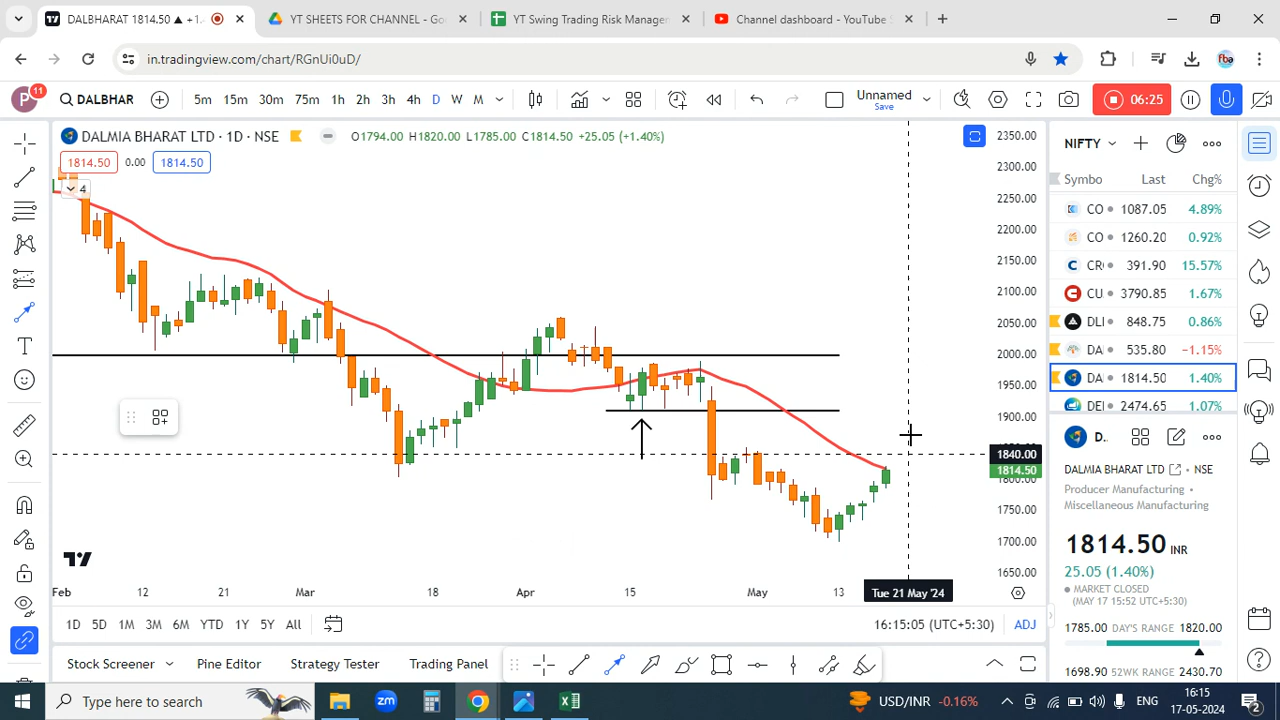 DALBHARAT 1814.50 ▲ +1.
YT SHEETS FOR CHANNEL - Go
YT Swing Trading Risk Manager
Channel dashboard - YouTube S
in.tradingview.com/chart/RGnUi0uD/
P 11 DALBHAR 5m 15m 30m 75m 1h 2h 3h 4h D W M Unnamed Save 06:25
DALMIA BHARAT LTD · 1D · NSE O1794.00 H1820.00 L1785.00 C1814.50 +25.05 (+1.40%)
1814.50 0.00 1814.50
4
2350.00
2300.00
2250.00
2200.00
2150.00
2100.00
2050.00
2000.00
1950.00
1900.00
1840.00
1814.50
1800.00
1750.00
1700.00
1650.00
Feb 12 21 Mar 18 Apr 15 May 13 Tue 21 May '24
1D 5D 1M 3M 6M YTD 1Y 5Y All 16:15:05 (UTC+5:30) ADJ
Stock Screener Pine Editor Strategy Tester Trading Panel
NIFTY
Symbo Last Chg%
CO 1087.05 4.89%
CO 1260.20 0.92%
CR 391.90 15.57%
CU 3790.85 1.67%
DL 848.75 0.86%
DA 535.80 −1.15%
DA 1814.50 1.40%
DE 2474.65 1.07%
D..
DALMIA BHARAT LTD · NSE
Producer Manufacturing •
Miscellaneous Manufacturing
1814.50 INR
25.05 (1.40%)
MARKET CLOSED
(MAY 17 15:52 UTC+5:30)
1785.00 DAY'S RANGE 1820.00
1698.90 52WK RANGE 2430.70
Type here to search
zm
USD/INR -0.16%
ENG
16:15
17-05-2024
2